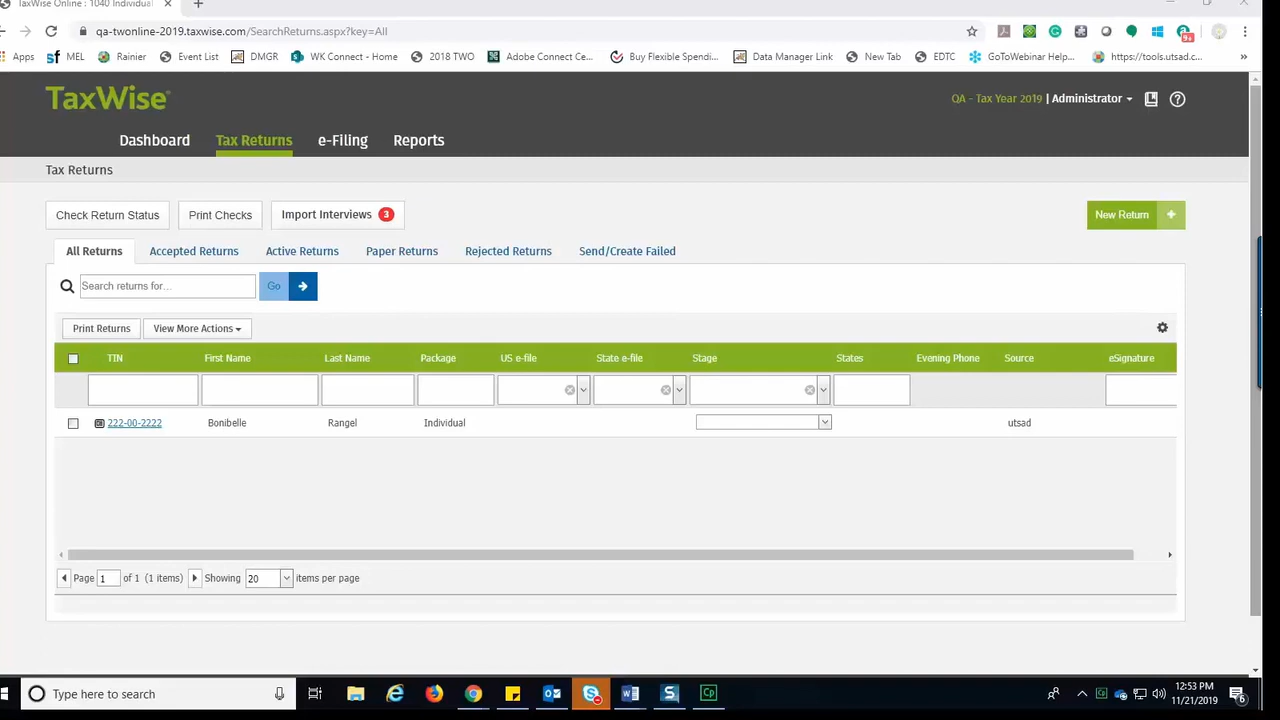 TaxWise Online : 1040 Individual
qa-twonline-2019.taxwise.com/SearchReturns.aspx?key=All
9+
Apps MEL Rainier Event List DMGR WK Connect - Home 2018 TWO Adobe Connect Ce... Buy Flexible Spendi... Data Manager Link New Tab EDTC GoToWebinar Help... https://tools.utsad.c... »
TaxWise
QA - Tax Year 2019 | Administrator
Dashboard Tax Returns e-Filing Reports
Tax Returns
Check Return Status Print Checks Import Interviews 3 New Return +
All Returns Accepted Returns Active Returns Paper Returns Rejected Returns Send/Create Failed
Search returns for... Go
Print Returns View More Actions
TIN First Name Last Name Package US e-file State e-file Stage States Evening Phone Source eSignature
222-00-2222 Bonibelle Rangel Individual utsad
Page 1 of 1 (1 items) Showing 20 items per page
Type here to search
12:53 PM
11/21/2019
6